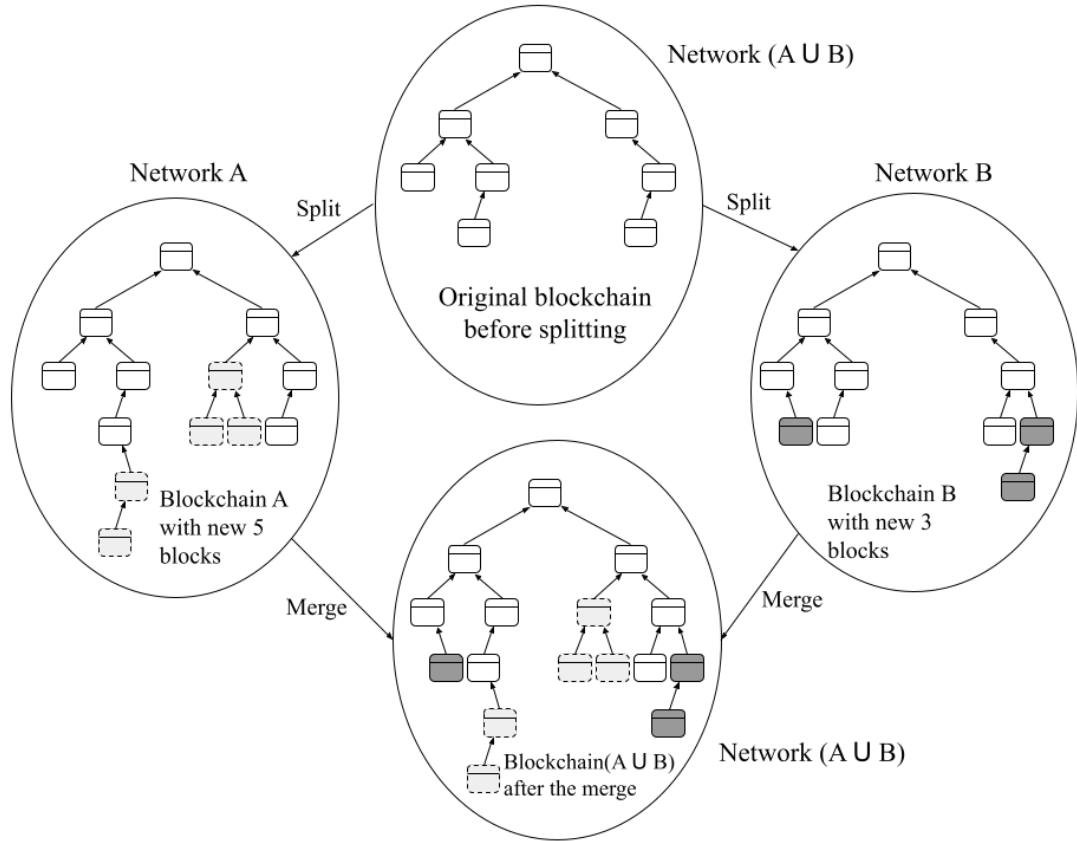 Network (A U B)
Network A
Network B
Split
Split
Original blockchain
before splitting
Blockchain A
with new 5
blocks
Blockchain B
with new 3
blocks
Merge
Merge
Blockchain(A U B)
after the merge
Network (A U B)